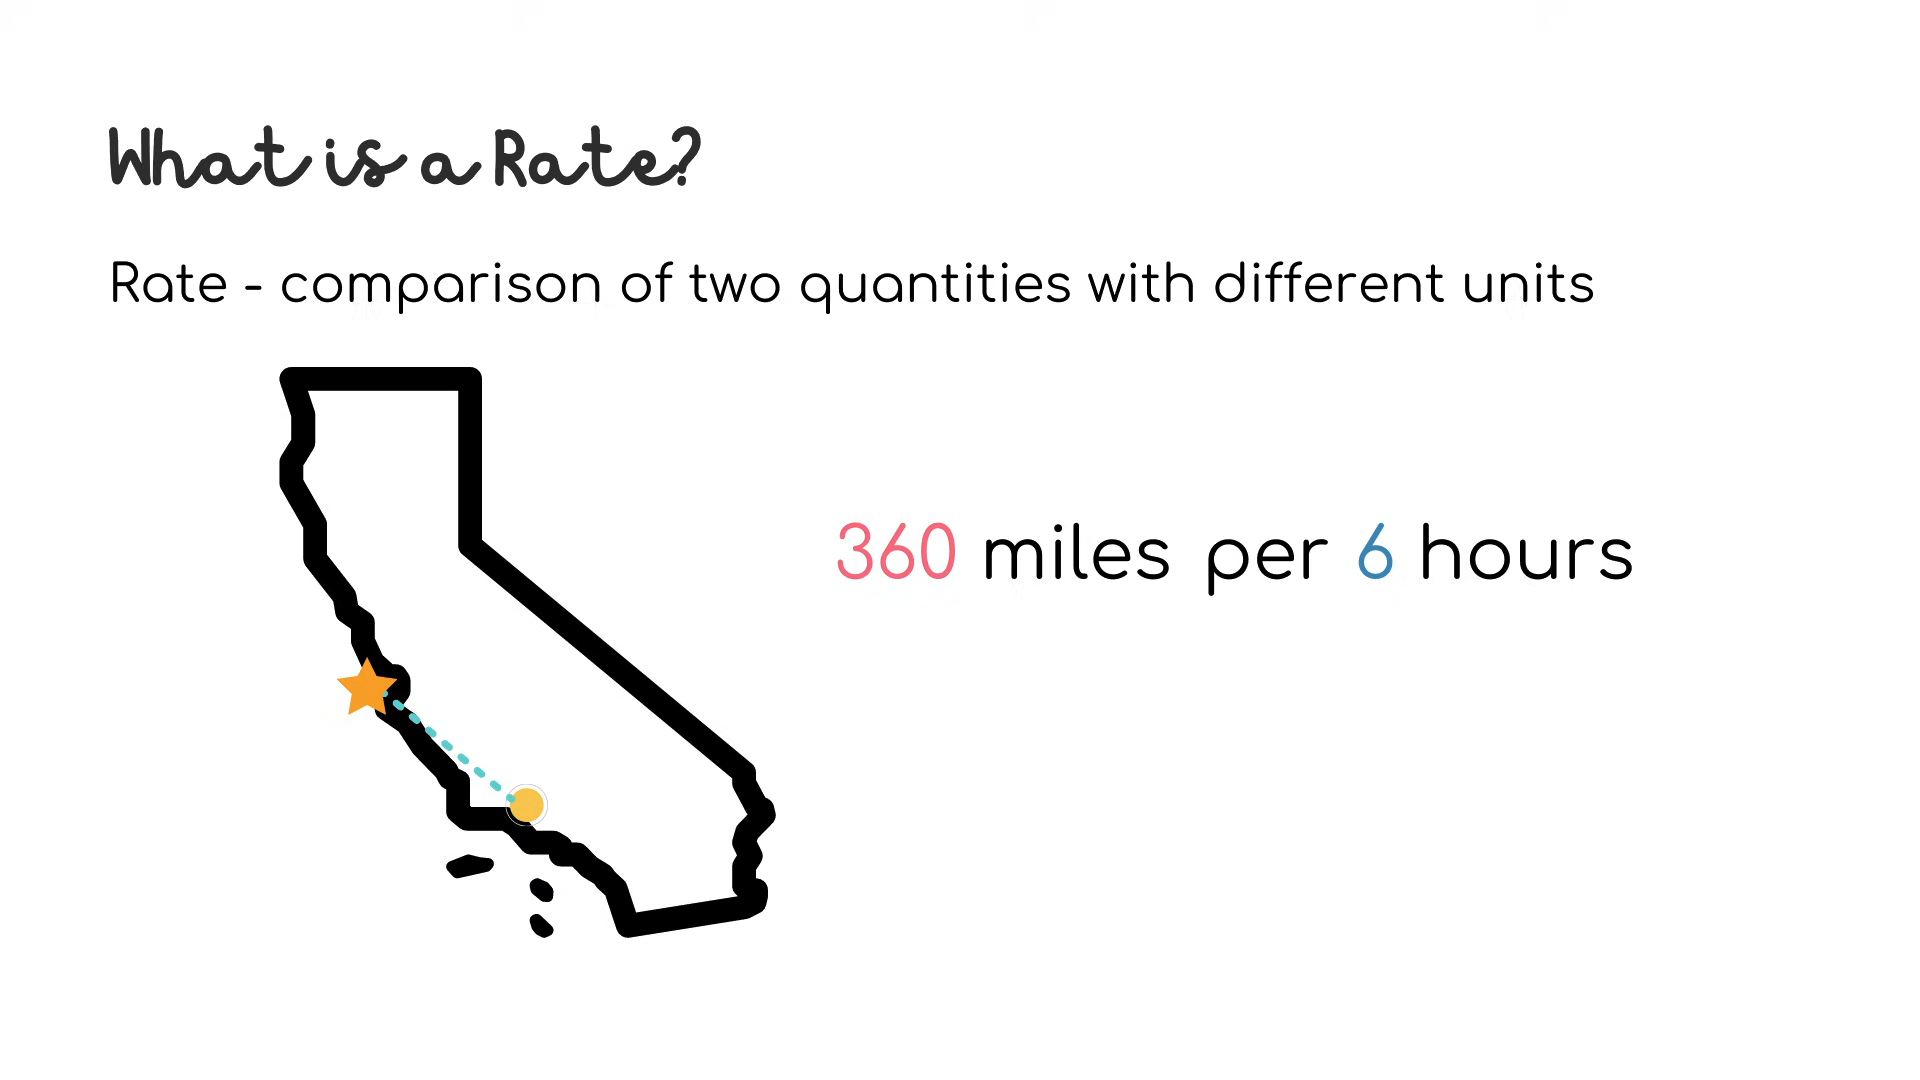 What is a Rate?
Rate - comparison of two quantities with different units
360 miles per 6 hours